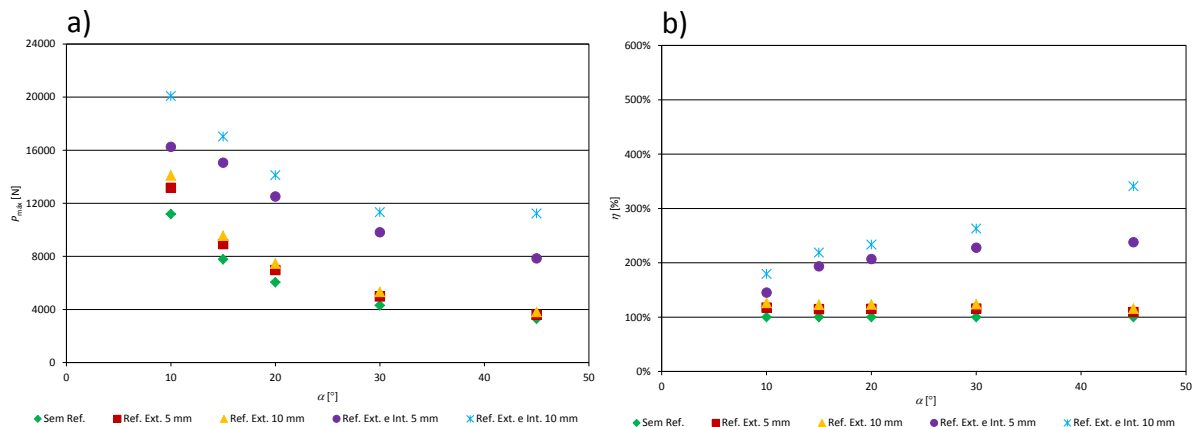 a)
24000
20000
16000
12000
8000
4000
0
Pmáx [N]
0 10 20 30 40 50
α [°]
Sem Ref. Ref. Ext. 5 mm Ref. Ext. 10 mm Ref. Ext. e Int. 5 mm Ref. Ext. e Int. 10 mm
b)
600%
500%
400%
300%
200%
100%
0%
η [%]
0 10 20 30 40 50
α [°]
Sem Ref. Ref. Ext. 5 mm Ref. Ext. 10 mm Ref. Ext. e Int. 5 mm Ref. Ext. e Int. 10 mm